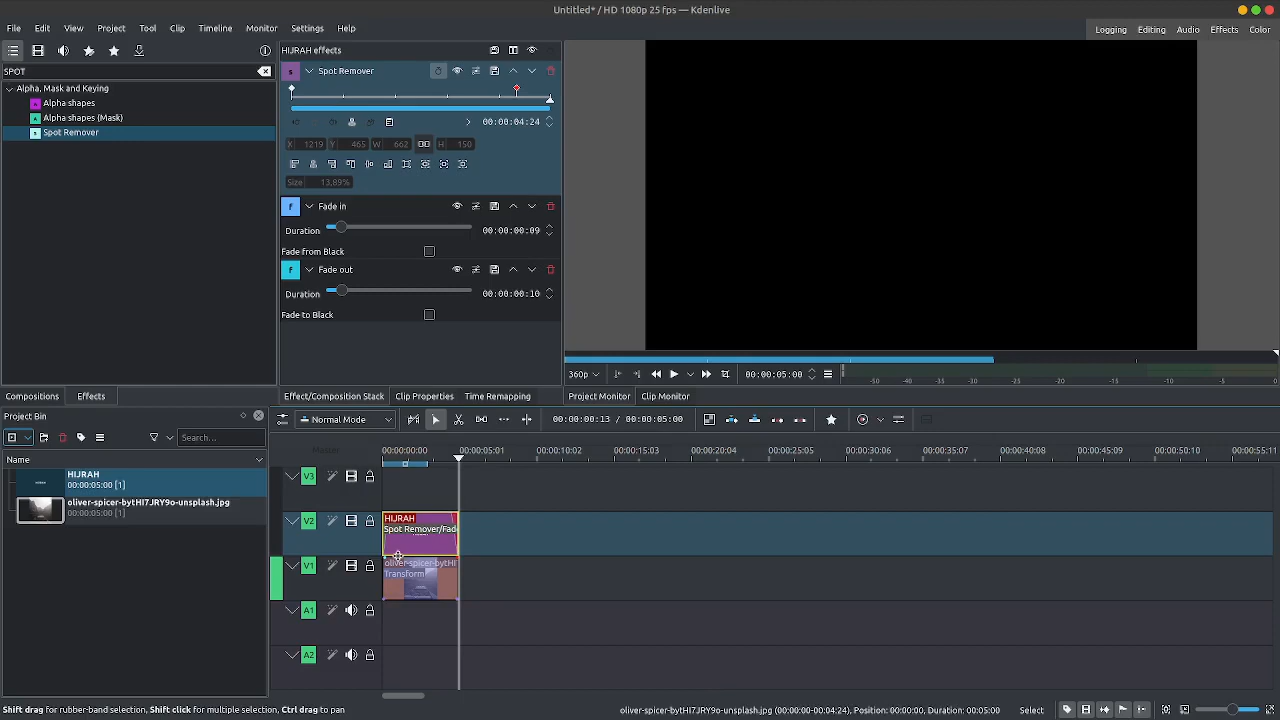 Untitled* / HD 1080p 25 fps — Kdenlive
File Edit View Project Tool Clip Timeline Monitor Settings Help
Logging Editing Audio Effects Color
SPOT
Alpha, Mask and Keying
Alpha shapes
Alpha shapes (Mask)
Spot Remover
Compositions Effects
HIJRAH effects
s Spot Remover
00:00:04:24
X 1219 Y 465 W 662 H 150
Size 13,89%
f Fade in
Duration 00:00:00:09
Fade from Black
f Fade out
Duration 00:00:00:10
Fade to Black
Effect/Composition Stack Clip Properties Time Remapping
360p 00:00:05:00
-50 -40 -35 -30 -25 -20 -15 -10 -5 0
Project Monitor Clip Monitor
Project Bin
Search...
Name
HIJRAH
00:00:05:00 [1]
oliver-spicer-bytHI7JRY9o-unsplash.jpg
00:00:05:00 [1]
Normal Mode 00:00:00:13 / 00:00:05:00
Master
00:00:00:00 00:00:05:01 00:00:10:02 00:00:15:03 00:00:20:04 00:00:25:05 00:00:30:06 00:00:35:07 00:00:40:08 00:00:45:09 00:00:50:10 00:00:55:11
V3
V2
HIJRAH
Spot Remover/Fad
V1
oliver-spicer-bytHI
Transform
A1
A2
Shift drag for rubber-band selection, Shift click for multiple selection, Ctrl drag to pan
oliver-spicer-bytHI7JRY9o-unsplash.jpg (00:00:00:00-00:00:04:24), Position: 00:00:00:00, Duration: 00:00:05:00 Select